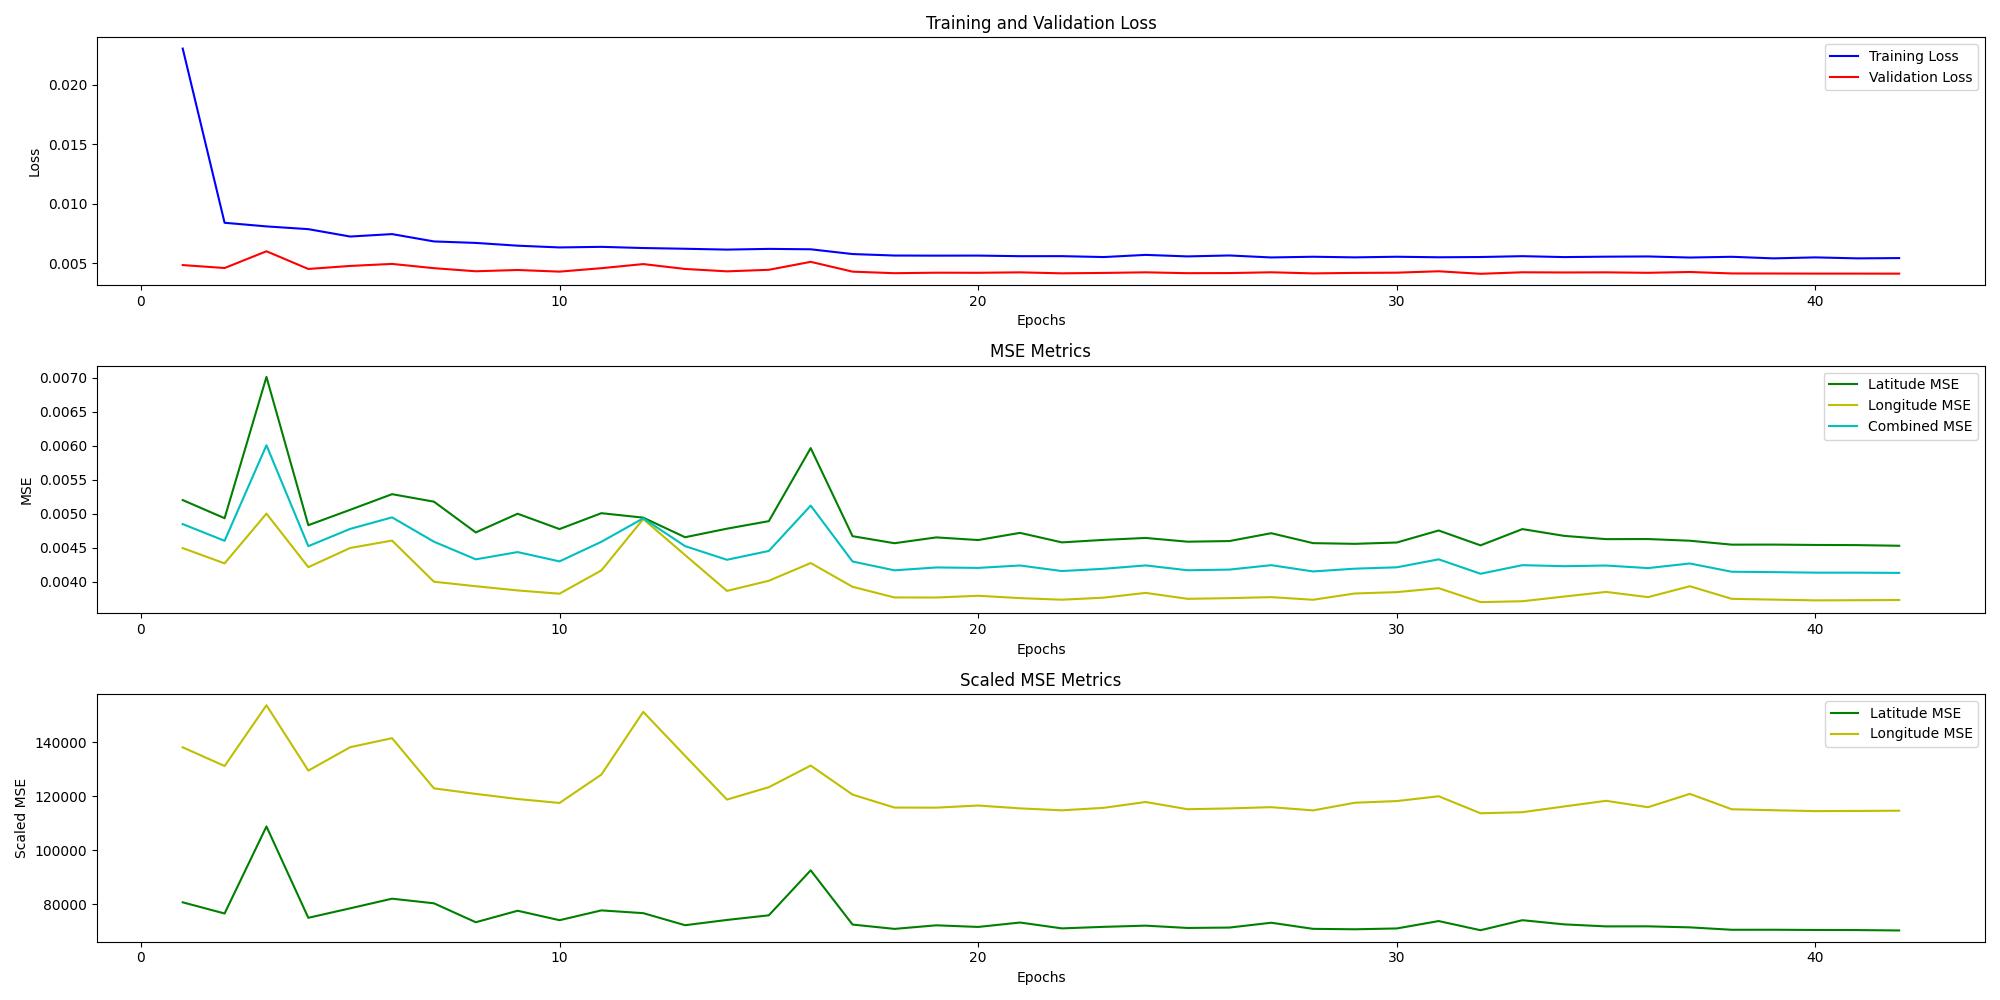 Training and Validation Loss
Loss
0.020
0.015
0.010
0.005
Training Loss
Validation Loss
0 10 20 30 40
Epochs
MSE Metrics
MSE
0.0070
0.0065
0.0060
0.0055
0.0050
0.0045
0.0040
Latitude MSE
Longitude MSE
Combined MSE
0 10 20 30 40
Epochs
Scaled MSE Metrics
Scaled MSE
140000
120000
100000
80000
Latitude MSE
Longitude MSE
0 10 20 30 40
Epochs